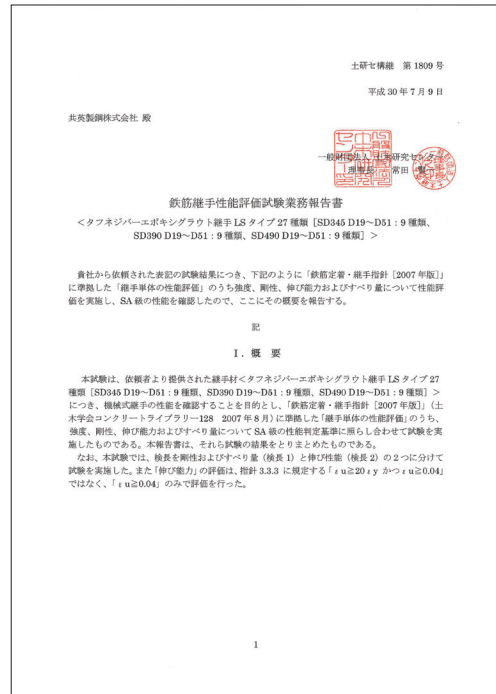 土研セ構継 第 1809 号
平成 30 年 7 月 9 日
共英製鋼株式会社 殿
一般財団法人 土木研究センター
理事長 常田
鉄筋継手性能評価試験業務報告書
＜タフネジバーエポキシグラウト継手 LS タイプ 27 種類［SD345 D19～D51：9 種類、
SD390 D19～D51：9 種類、SD490 D19～D51：9 種類］＞
貴社から依頼された表記の試験結果につき、下記のように「鉄筋定着・継手指針［2007 年版］」
に準拠した「継手単体の性能評価」のうち強度、剛性、伸び能力およびすべり量について性能評
価を実施し、SA 級の性能を確認したので、ここにその概要を報告する。
記
I．概 要
本試験は、依頼者より提供された継手材＜タフネジバーエポキシグラウト継手 LS タイプ 27
種類［SD345 D19～D51：9 種類、SD390 D19～D51：9 種類、SD490 D19～D51：9 種類］＞
につき、機械式継手の性能を確認することを目的とし、「鉄筋定着・継手指針［2007 年版］」（土
木学会コンクリートライブラリー128 2007 年 8 月）に準拠した「継手単体の性能評価」のうち、
強度、剛性、伸び能力およびすべり量について SA 級の性能判定基準に照らし合わせて試験を実
施したものである。本報告書は、それら試験の結果をとりまとめたものである。
なお、本試験では、検長を剛性およびすべり量（検長 1）と伸び性能（検長 2）の 2 つに分けて
試験を実施した。また「伸び能力」の評価は、指針 3.3.3 に規定する「εu≧20εy かつ εu≧0.04」
ではなく、「εu≧0.04」のみで評価を行った。
1